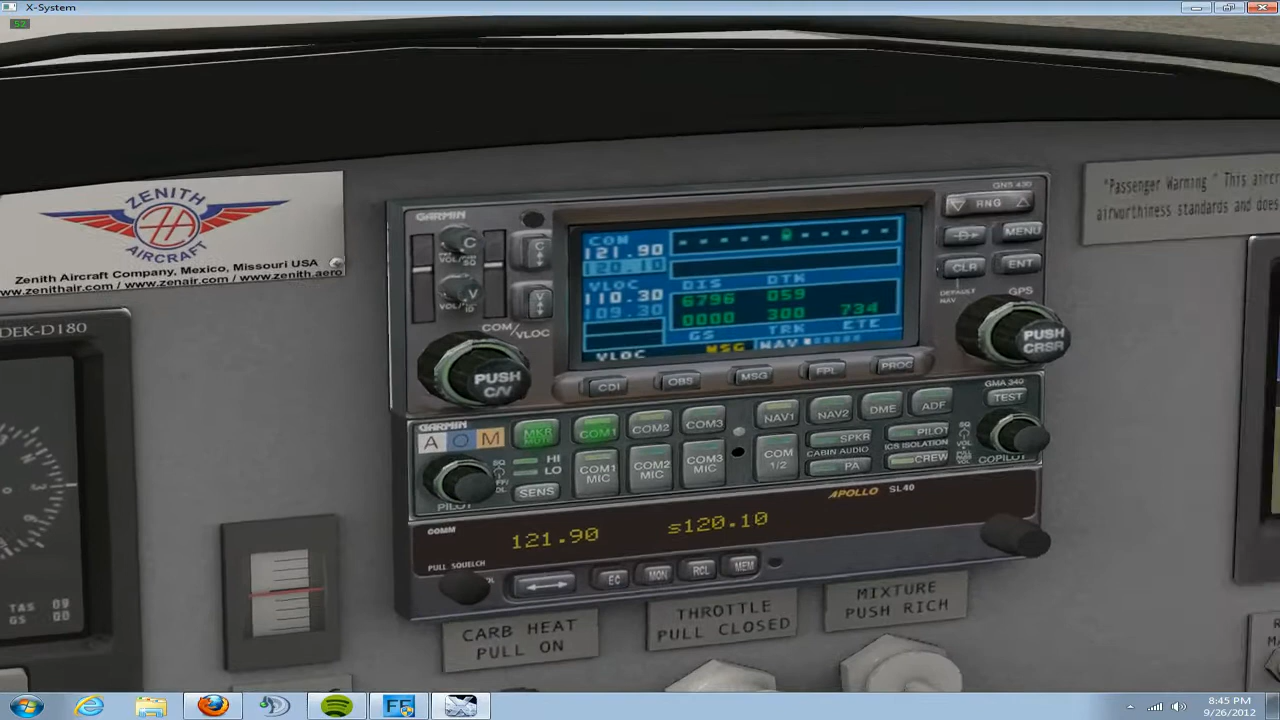 X-System
52
ZENITH
AIRCRAFT
Zenith Aircraft Company, Mexico, Missouri USA
www.zenithair.com / www.zenair.com / www.zenith.aero
DEK-D180
TAS 09
GS 00
GARMIN
GNS 430
C
V
COM
121.90
120.10
VLOC
110.30
109.30
VLOC
DIS DTK
6796 059
0000 300 734
GS TRK ETE
MSG NAV
COM/VLOC
PUSH
C/V
CDI OBS MSG FPL PROC
RNG
MENU
CLR ENT
DEFAULT
NAV
GPS
PUSH
CRSR
"Passenger Warning" This
airworthiness standards and does
GARMIN
GMA 340
A O M
MKR
MUTE
COM1 COM2 COM3 NAV1 NAV2 DME ADF TEST
HI
LO
SENS
COM1
MIC
COM2
MIC
COM3
MIC
COM
1/2
SPKR
CABIN AUDIO
PA
PILOT
ICS ISOLATION
CREW
PILOT
COPILOT
APOLLO SL40
COMM
121.90 s120.10
PULL SQUELCH
EC MON RCL MEM
CARB HEAT
PULL ON
THROTTLE
PULL CLOSED
MIXTURE
PUSH RICH
FF
8:45 PM
9/26/2012